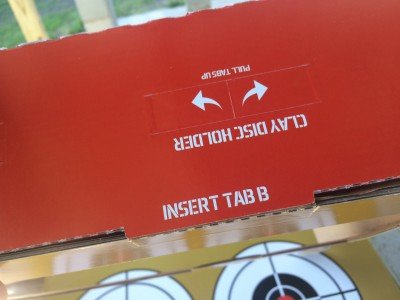 PULL TABS UP
CLAY DISC HOLDER
INSERT TAB B